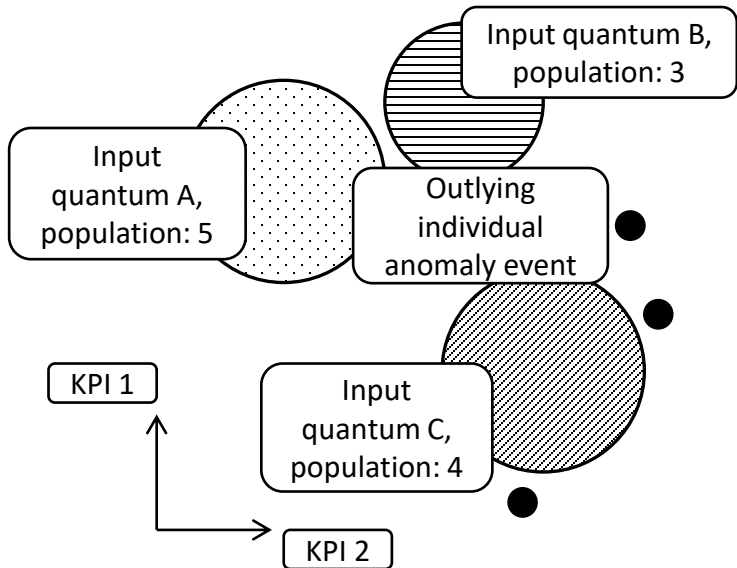 Input quantum B,
population: 3
Input
quantum A,
population: 5
Outlying
individual
anomaly event
KPI 1
Input
quantum C,
population: 4
KPI 2